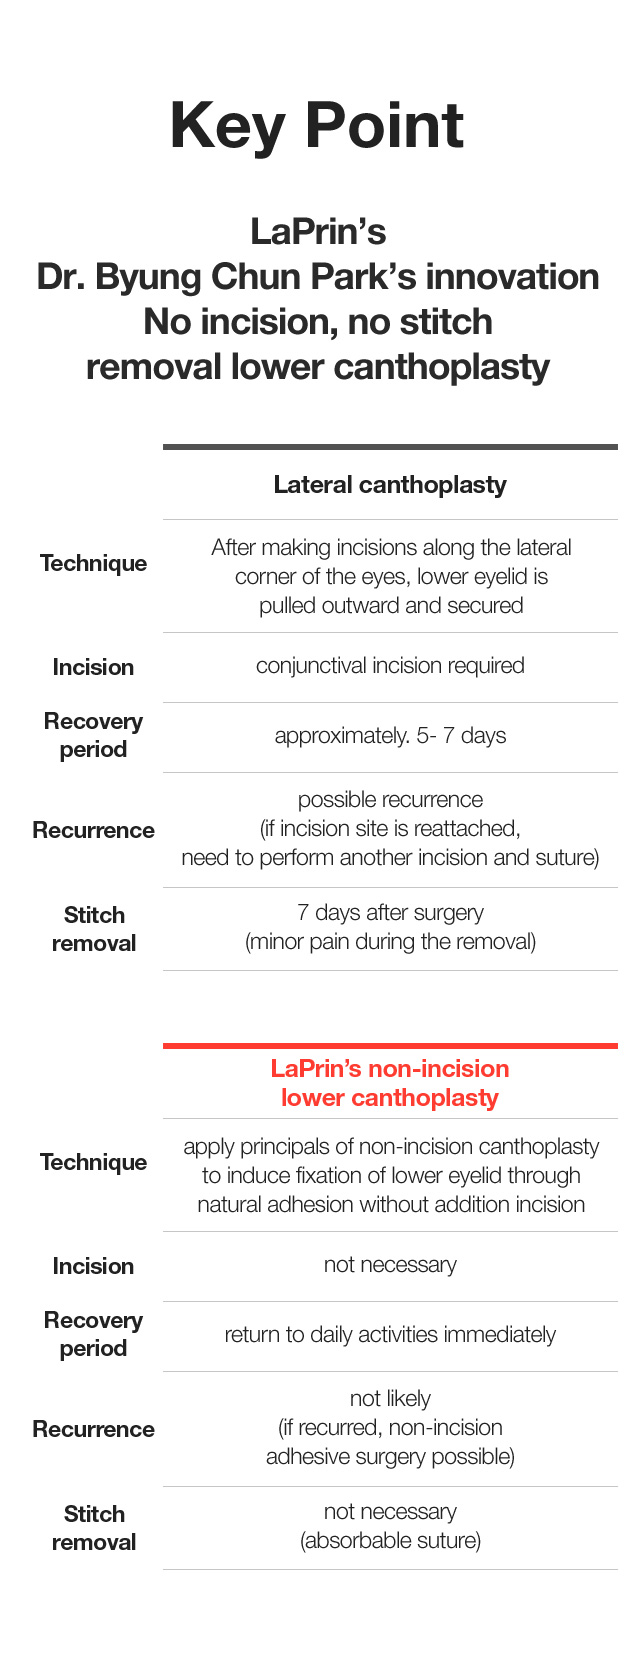 Key Point
LaPrin’s
Dr. Byung Chun Park’s innovation
No incision, no stitch
removal lower canthoplasty
Lateral canthoplasty
Technique
After making incisions along the lateral
corner of the eyes, lower eyelid is
pulled outward and secured
Incision
conjunctival incision required
Recovery
period
approximately. 5- 7 days
Recurrence
possible recurrence
(if incision site is reattached,
need to perform another incision and suture)
Stitch
removal
7 days after surgery
(minor pain during the removal)
LaPrin’s non-incision
lower canthoplasty
Technique
apply principals of non-incision canthoplasty
to induce fixation of lower eyelid through
natural adhesion without addition incision
Incision
not necessary
Recovery
period
return to daily activities immediately
Recurrence
not likely
(if recurred, non-incision
adhesive surgery possible)
Stitch
removal
not necessary
(absorbable suture)